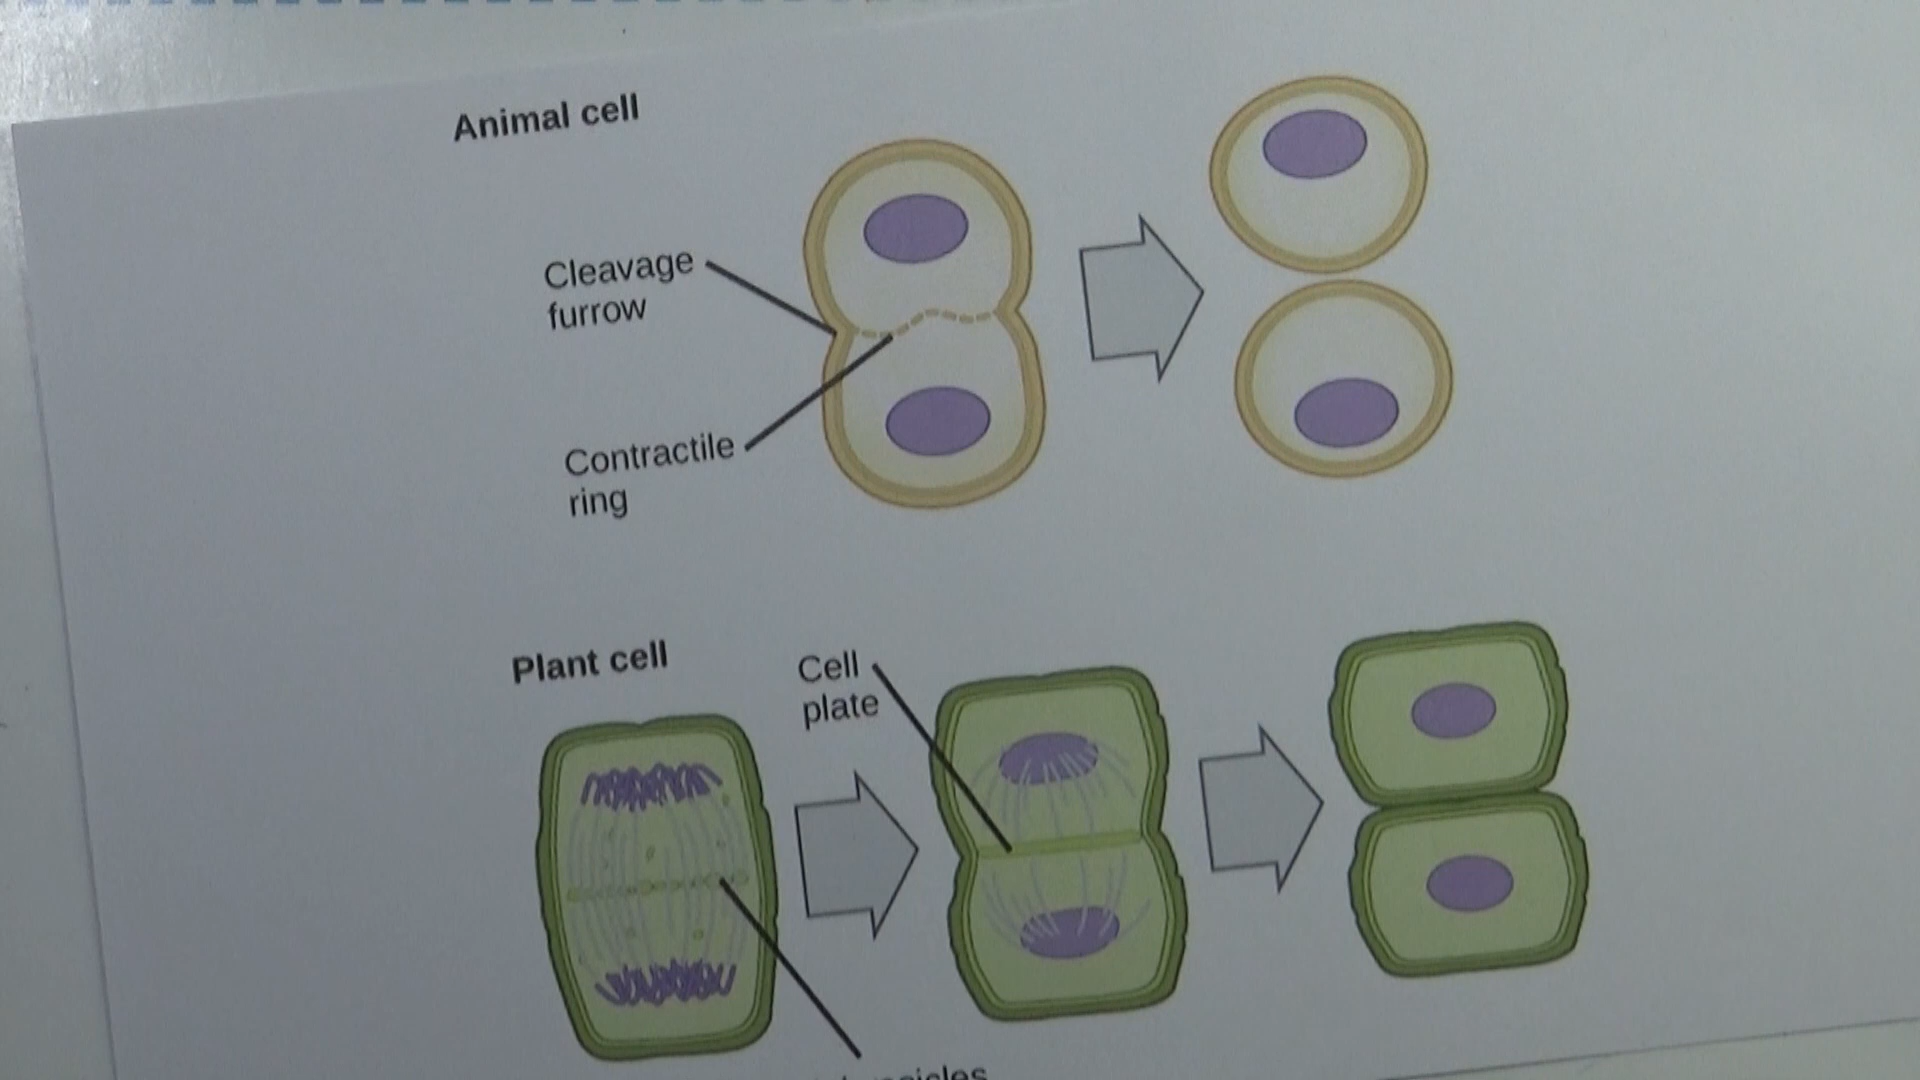 Animal cell
Cleavage
furrow
Contractile
ring
Plant cell
Cell
plate